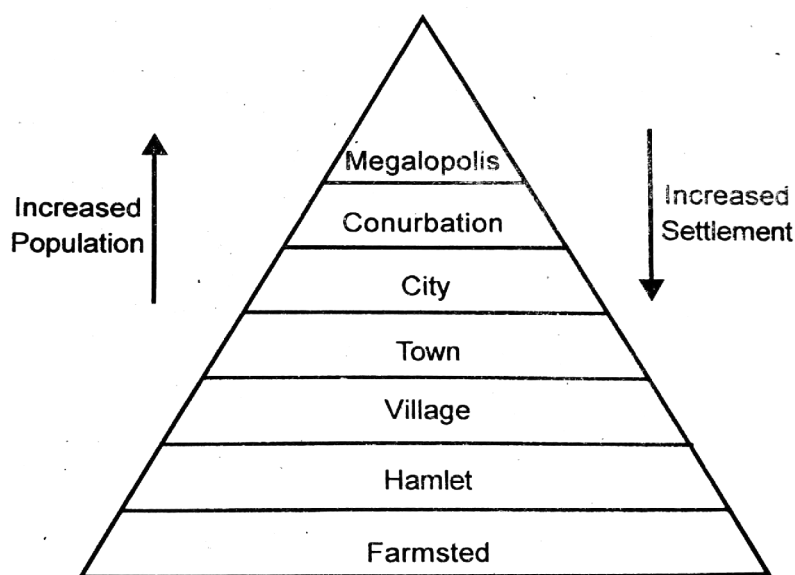 Megalopolis
Increased
Population
Increased
Settlement
Conurbation
City
Town
Village
Hamlet
Farmsted